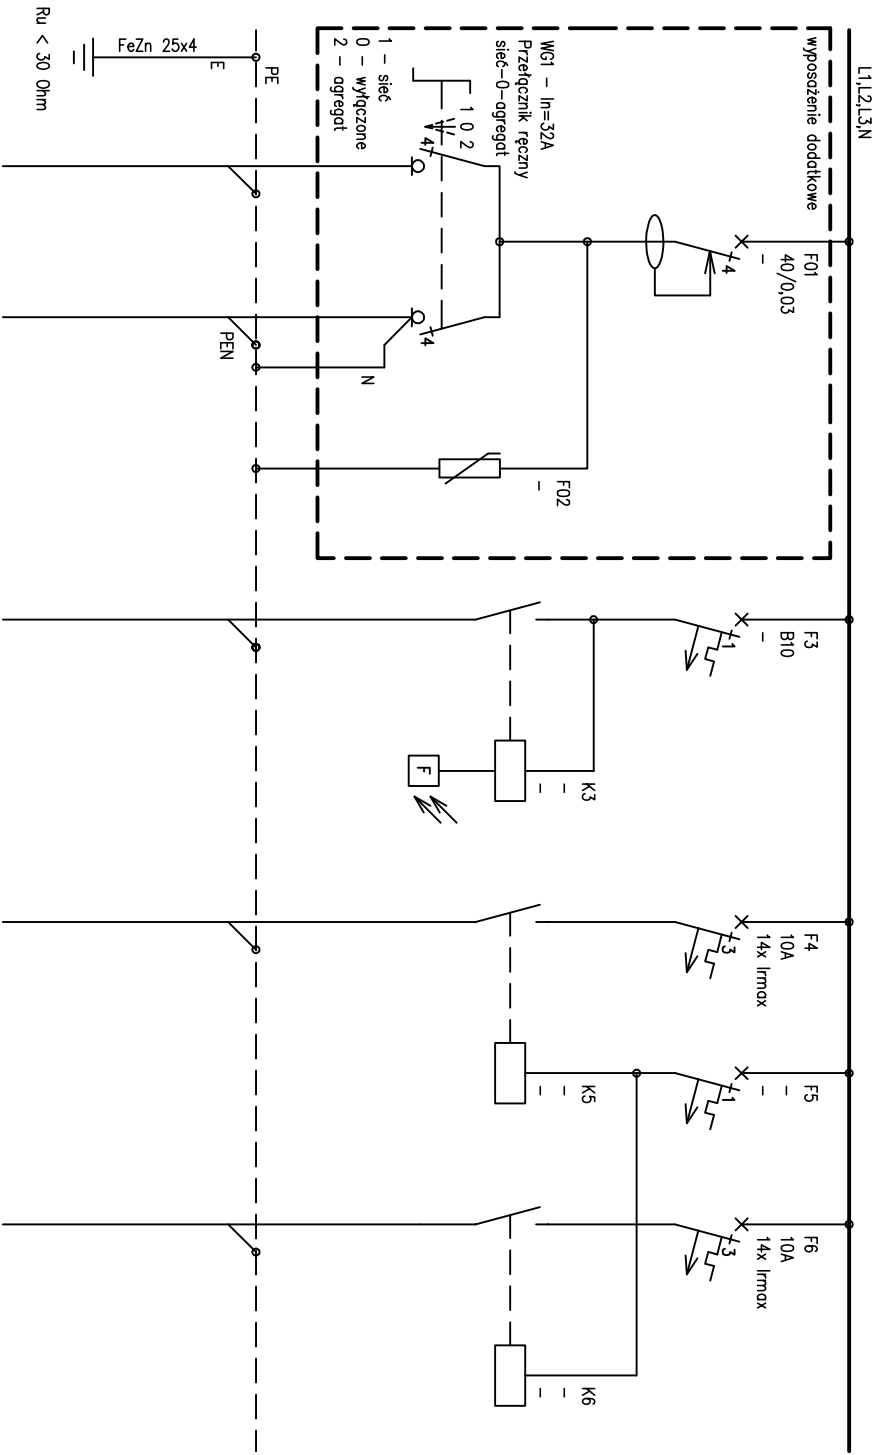 L1,L2,L3,N
wyposażenie dodatkowe
F01
40/0,03
-
4
WG1 - In=32A
Przełącznik ręczny
sieć-0-agregat
1 0 2
4
4
1 - sieć
0 - wyłączone
2 - agregat
F02
-
N
PE
PEN
E
FeZn 25x4
Ru < 30 Ohm
F3
B10
-
1
K3
-
-
F
F4
10A
14x Irmax
3
F5
-
-
1
K5
-
-
F6
10A
14x Irmax
3
K6
-
-